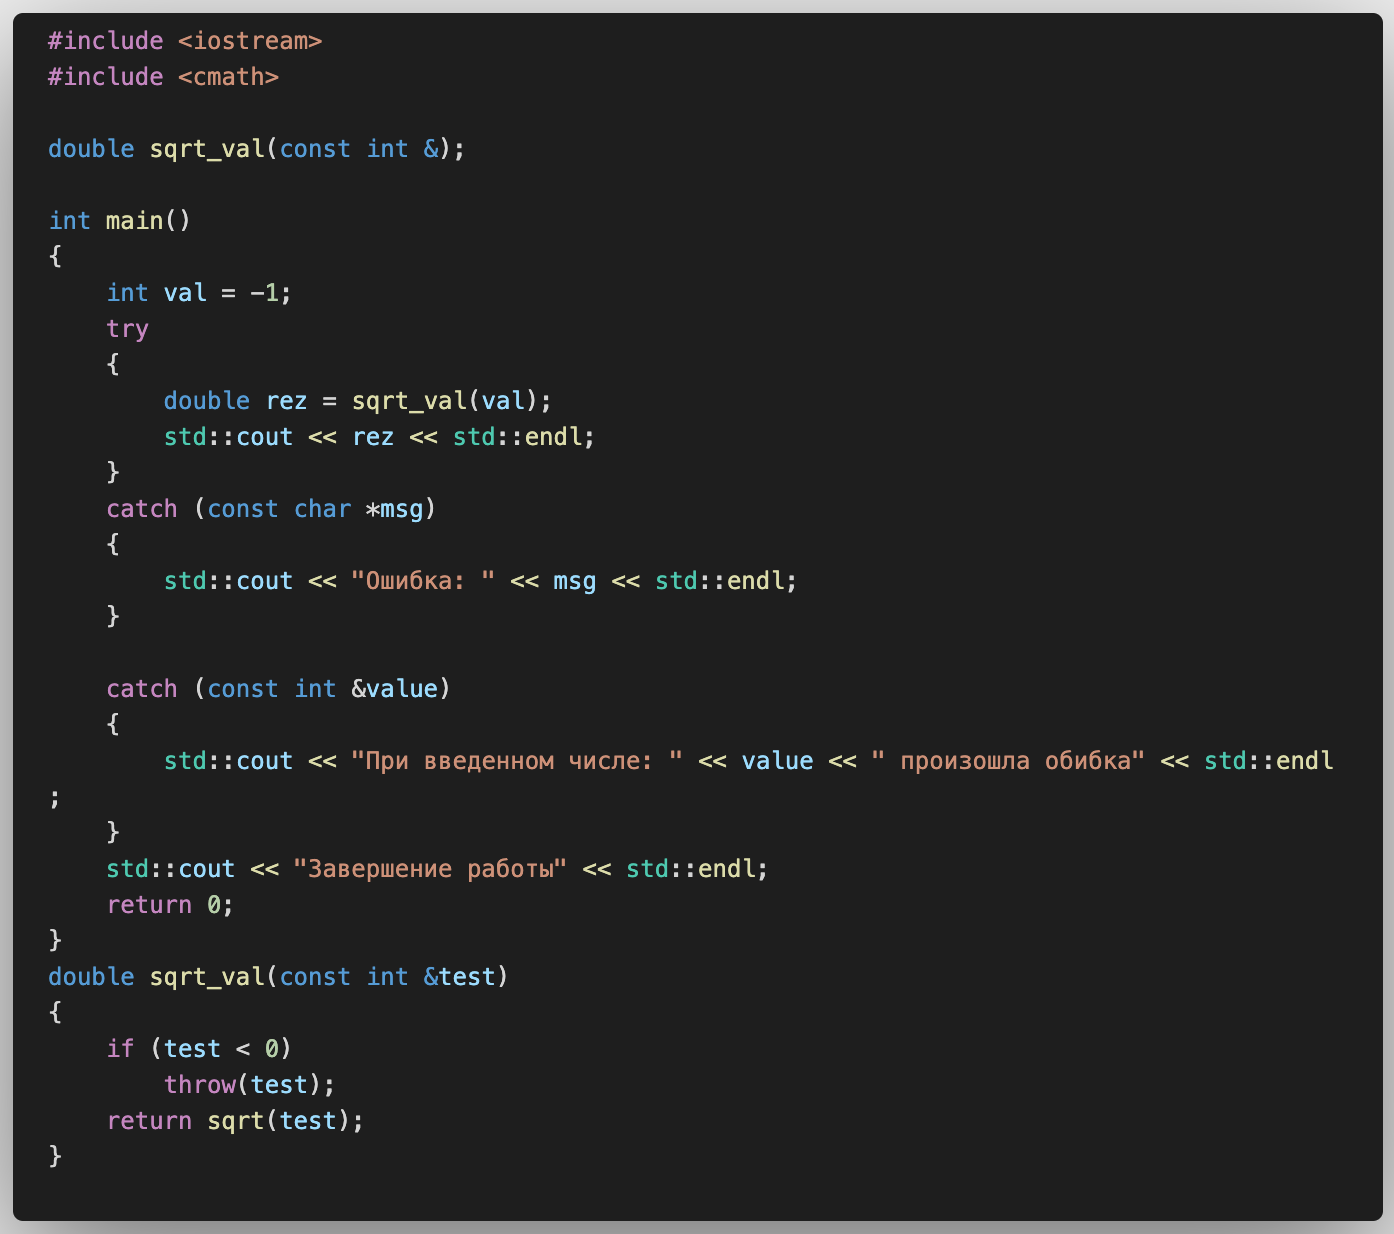 #include <iostream>
#include <cmath>

double sqrt_val(const int &);

int main()
{
    int val = -1;
    try
    {
        double rez = sqrt_val(val);
        std::cout << rez << std::endl;
    }
    catch (const char *msg)
    {
        std::cout << "Ошибка: " << msg << std::endl;
    }

    catch (const int &value)
    {
        std::cout << "При введенном числе: " << value << " произошла обибка" << std::endl
;
    }
    std::cout << "Завершение работы" << std::endl;
    return 0;
}
double sqrt_val(const int &test)
{
    if (test < 0)
        throw(test);
    return sqrt(test);
}